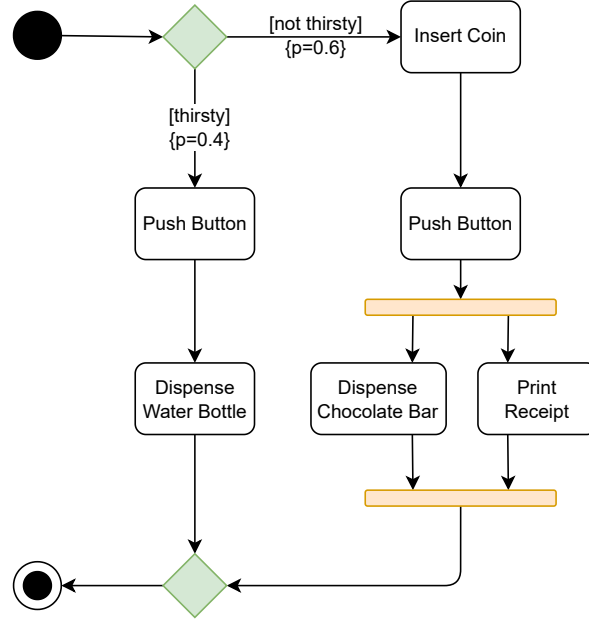 [not thirsty]
{p=0.6}
Insert Coin
[thirsty]
{p=0.4}
Push Button
Push Button
Dispense
Water Bottle
Dispense
Chocolate Bar
Print
Receipt